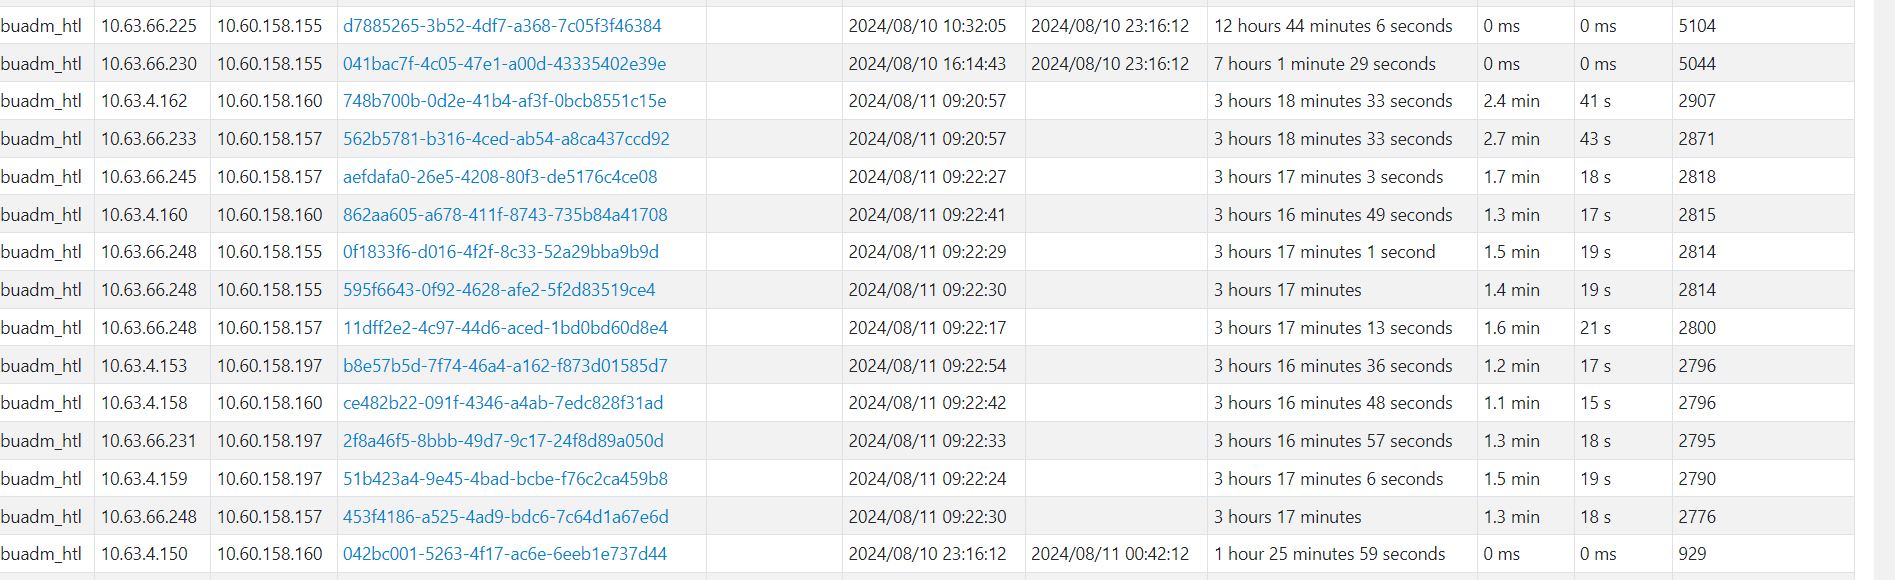 buadm_htl 10.63.66.225 10.60.158.155 d7885265-3b52-4df7-a368-7c05f3f46384 2024/08/10 10:32:05 2024/08/10 23:16:12 12 hours 44 minutes 6 seconds 0 ms 0 ms 5104
buadm_htl 10.63.66.230 10.60.158.155 041bac7f-4c05-47e1-a00d-43335402e39e 2024/08/10 16:14:43 2024/08/10 23:16:12 7 hours 1 minute 29 seconds 0 ms 0 ms 5044
buadm_htl 10.63.4.162 10.60.158.160 748b700b-0d2e-41b4-af3f-0bcb8551c15e 2024/08/11 09:20:57 3 hours 18 minutes 33 seconds 2.4 min 41 s 2907
buadm_htl 10.63.66.233 10.60.158.157 562b5781-b316-4ced-ab54-a8ca437ccd92 2024/08/11 09:20:57 3 hours 18 minutes 33 seconds 2.7 min 43 s 2871
buadm_htl 10.63.66.245 10.60.158.157 aefdafa0-26e5-4208-80f3-de5176c4ce08 2024/08/11 09:22:27 3 hours 17 minutes 3 seconds 1.7 min 18 s 2818
buadm_htl 10.63.4.160 10.60.158.160 862aa605-a678-411f-8743-735b84a41708 2024/08/11 09:22:41 3 hours 16 minutes 49 seconds 1.3 min 17 s 2815
buadm_htl 10.63.66.248 10.60.158.155 0f1833f6-d016-4f2f-8c33-52a29bba9b9d 2024/08/11 09:22:29 3 hours 17 minutes 1 second 1.5 min 19 s 2814
buadm_htl 10.63.66.248 10.60.158.155 595f6643-0f92-4628-afe2-5f2d83519ce4 2024/08/11 09:22:30 3 hours 17 minutes 1.4 min 19 s 2814
buadm_htl 10.63.66.248 10.60.158.157 11dff2e2-4c97-44d6-aced-1bd0bd60d8e4 2024/08/11 09:22:17 3 hours 17 minutes 13 seconds 1.6 min 21 s 2800
buadm_htl 10.63.4.153 10.60.158.197 b8e57b5d-7f74-46a4-a162-f873d01585d7 2024/08/11 09:22:54 3 hours 16 minutes 36 seconds 1.2 min 17 s 2796
buadm_htl 10.63.4.158 10.60.158.160 ce482b22-091f-4346-a4ab-7edc828f31ad 2024/08/11 09:22:42 3 hours 16 minutes 48 seconds 1.1 min 15 s 2796
buadm_htl 10.63.66.231 10.60.158.197 2f8a46f5-8bbb-49d7-9c17-24f8d89a050d 2024/08/11 09:22:33 3 hours 16 minutes 57 seconds 1.3 min 18 s 2795
buadm_htl 10.63.4.159 10.60.158.197 51b423a4-9e45-4bad-bcbe-f76c2ca459b8 2024/08/11 09:22:24 3 hours 17 minutes 6 seconds 1.5 min 19 s 2790
buadm_htl 10.63.66.248 10.60.158.157 453f4186-a525-4ad9-bdc6-7c64d1a67e6d 2024/08/11 09:22:30 3 hours 17 minutes 1.3 min 18 s 2776
buadm_htl 10.63.4.150 10.60.158.160 042bc001-5263-4f17-ac6e-6eeb1e737d44 2024/08/10 23:16:12 2024/08/11 00:42:12 1 hour 25 minutes 59 seconds 0 ms 0 ms 929